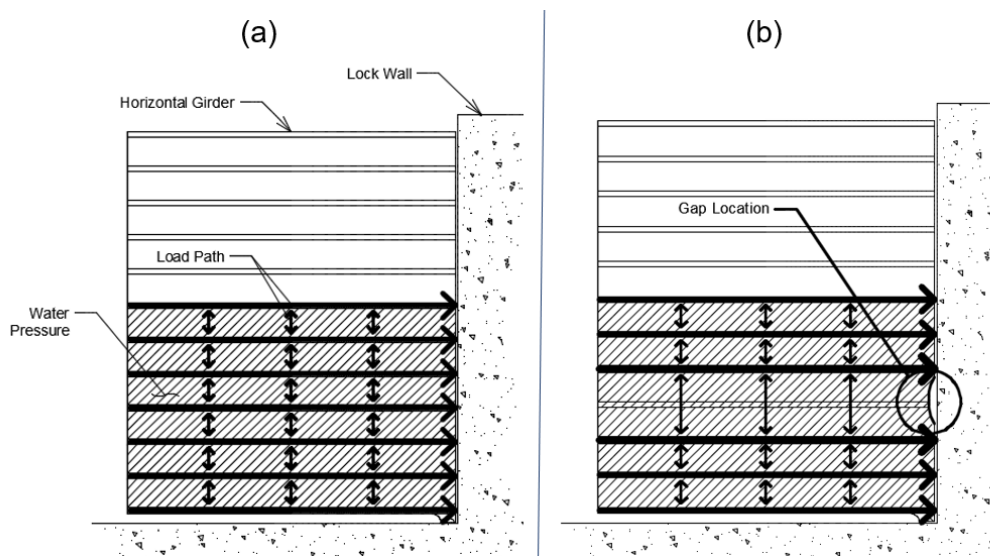 (a)
(b)
Lock Wall
Horizontal Girder
Load Path
Water
Pressure
Gap Location